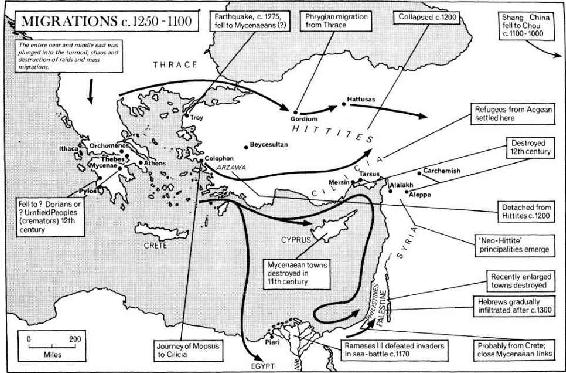 MIGRATIONS c.1250-1100
The entire near and middle east was
plunged into the turmoil, chaos and
destruction of raids and mass
migrations.
Earthquake, c.1275,
fell to Mycenaeans (?)
Phrygian migration
from Thrace
Collapsed c.1200
Shang China
fell to Chou
c.1100-1000
THRACE
Troy
Gordium
Hattusas
HITTITES
Refugees from Aegean
settled here
Beycesultan
Ithaca
Orchomenos
Thebes
Mycenae
Athens
Pylos
Colophon
ARZAWA
CILICIA
Tarsus
Mersin
Alalakh
Aleppo
Carchemish
Destroyed
12th century
Fell to ? Dorians or
? Urnfield Peoples
(cremators) 12th
century
Detached from
Hittites c.1200
CRETE
CYPRUS
SYRIA
'Neo-Hittite'
principalities emerge
Mycenaean towns
destroyed in
11th century
Recently enlarged
towns destroyed
PHILISTINES
PALESTINE
Hebrews gradually
infiltrated after c.1300
0 200
Miles
Journey of Mopsus
to Cilicia
Pieri
EGYPT
Rameses III defeated invaders
in sea-battle c.1170
Probably from Crete;
close Mycenaean links